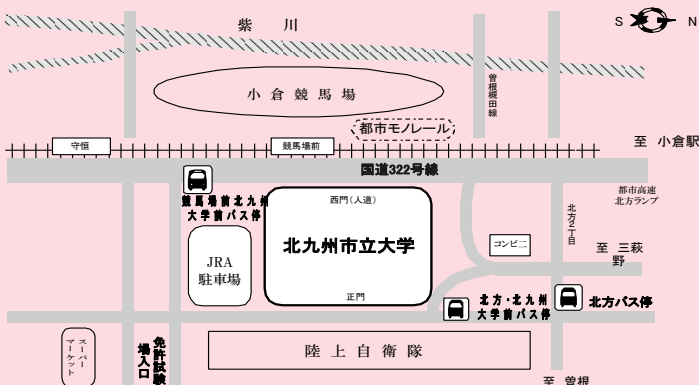 紫川
S N
小倉競馬場
曽根槻田線
都市モノレール
至 小倉駅
守恒
競馬場前
国道322号線
都市高速
北方ランプ
競馬場前北九州
大学前バス停
西門(人道)
北方2丁目
北九州市立大学
コンビニ
至 三萩
野
JRA
駐車場
正門
北方・北九州
大学前バス停
北方バス停
スーパー
マーケット
免許試験
場入口
陸上自衛隊
至 曽根